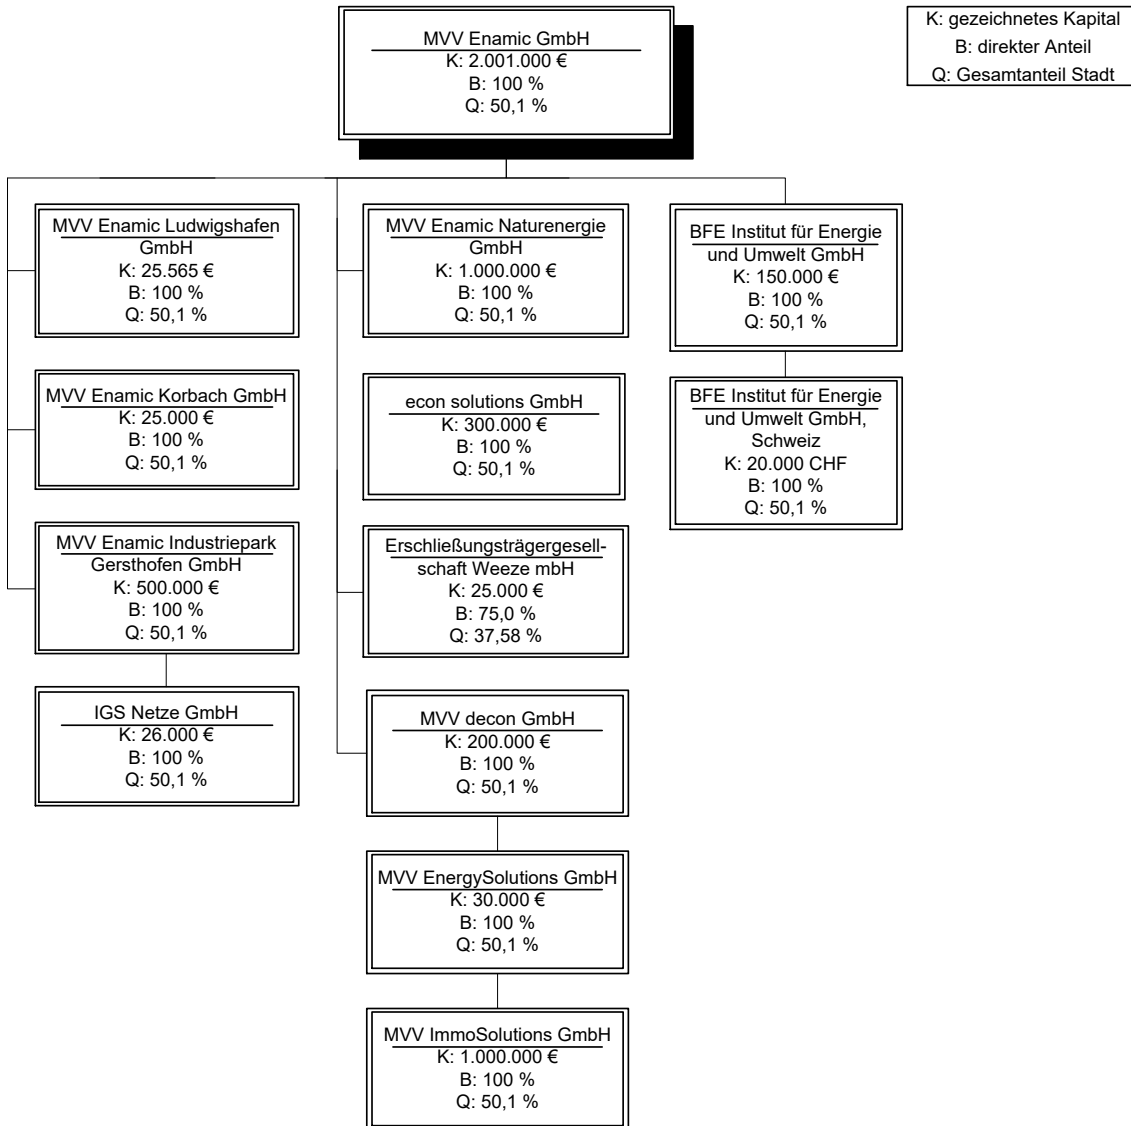 MVV Enamic GmbH
K: 2.001.000 €
B: 100 %
Q: 50,1 %
K: gezeichnetes Kapital
B: direkter Anteil
Q: Gesamtanteil Stadt
MVV Enamic Ludwigshafen
GmbH
K: 25.565 €
B: 100 %
Q: 50,1 %
MVV Enamic Korbach GmbH
K: 25.000 €
B: 100 %
Q: 50,1 %
MVV Enamic Industriepark
Gersthofen GmbH
K: 500.000 €
B: 100 %
Q: 50,1 %
IGS Netze GmbH
K: 26.000 €
B: 100 %
Q: 50,1 %
MVV Enamic Naturenergie
GmbH
K: 1.000.000 €
B: 100 %
Q: 50,1 %
econ solutions GmbH
K: 300.000 €
B: 100 %
Q: 50,1 %
Erschließungsträgergesell-
schaft Weeze mbH
K: 25.000 €
B: 75,0 %
Q: 37,58 %
MVV decon GmbH
K: 200.000 €
B: 100 %
Q: 50,1 %
MVV EnergySolutions GmbH
K: 30.000 €
B: 100 %
Q: 50,1 %
MVV ImmoSolutions GmbH
K: 1.000.000 €
B: 100 %
Q: 50,1 %
BFE Institut für Energie
und Umwelt GmbH
K: 150.000 €
B: 100 %
Q: 50,1 %
BFE Institut für Energie
und Umwelt GmbH,
Schweiz
K: 20.000 CHF
B: 100 %
Q: 50,1 %